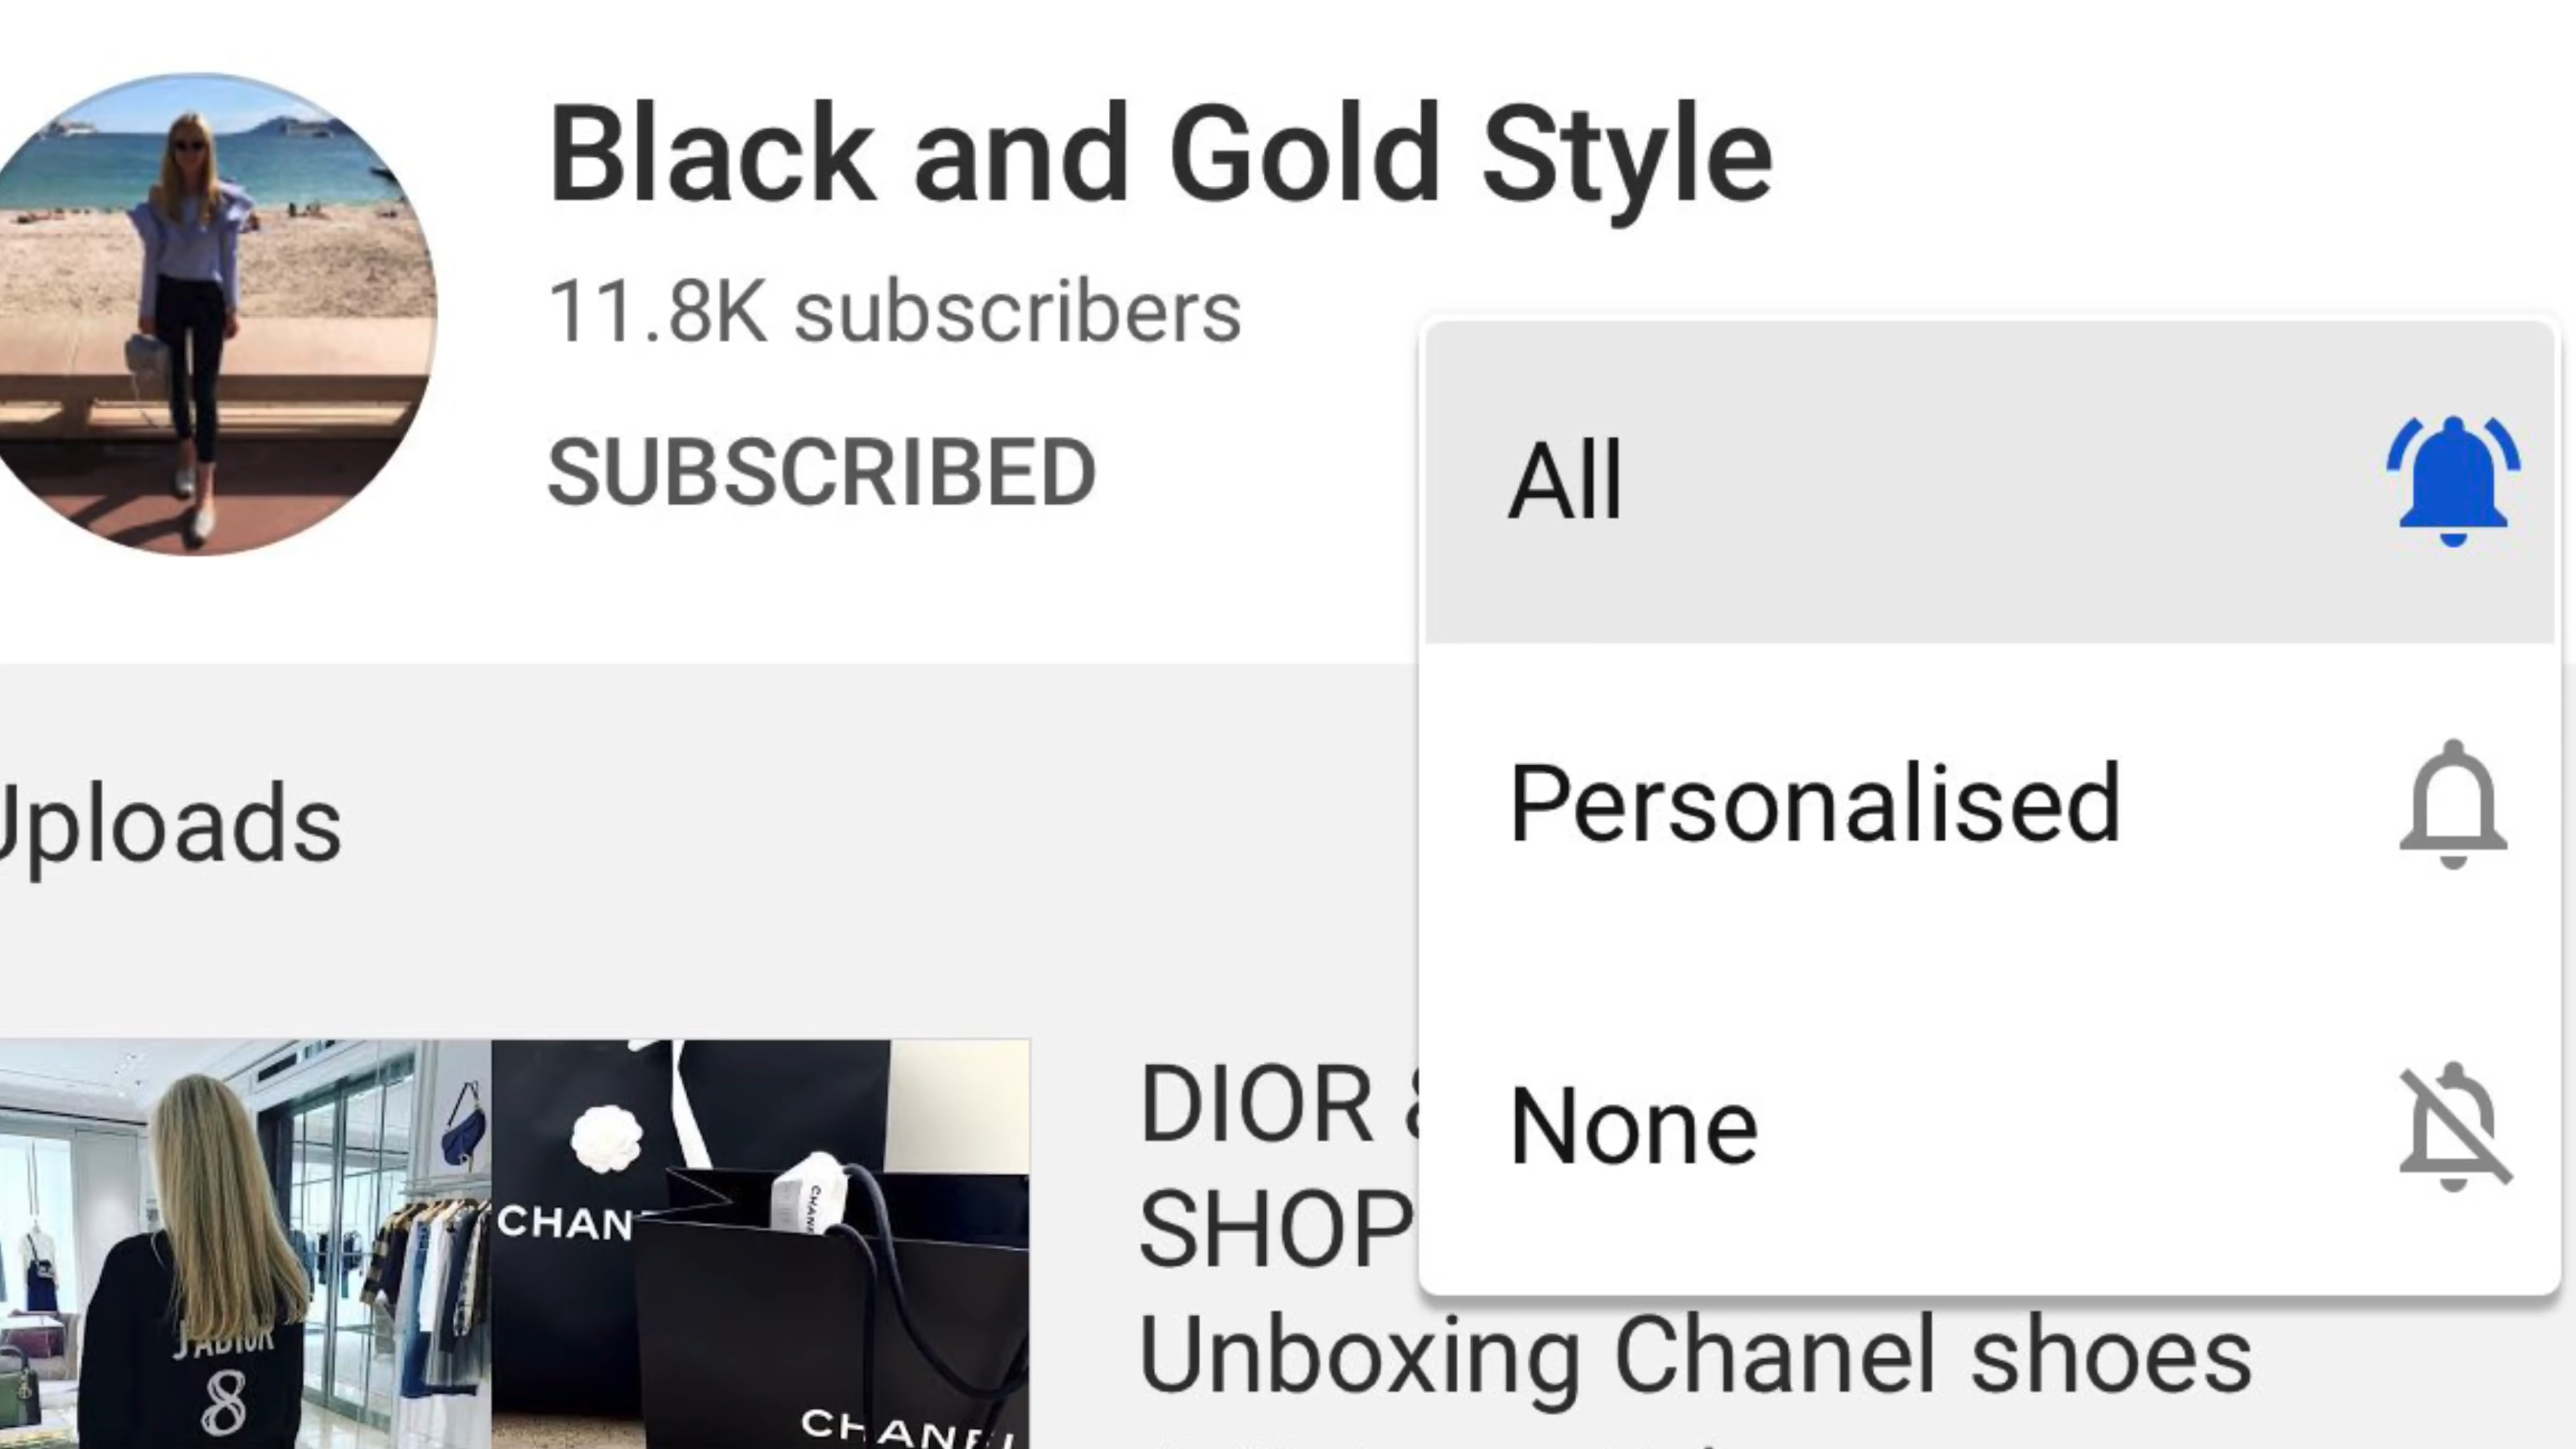 Black and Gold Style
11.8K subscribers
SUBSCRIBED
All
Personalised
None
Uploads
DIOR &
SHOP
Unboxing Chanel shoes
J'ADIOR
8
CHAN
CHANEL
CHANEL